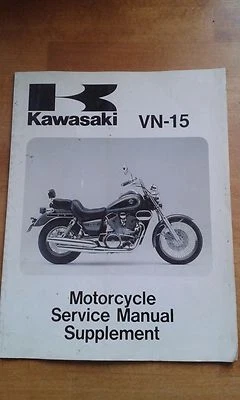 Kawasaki
VN-15
Motorcycle
Service Manual
Supplement